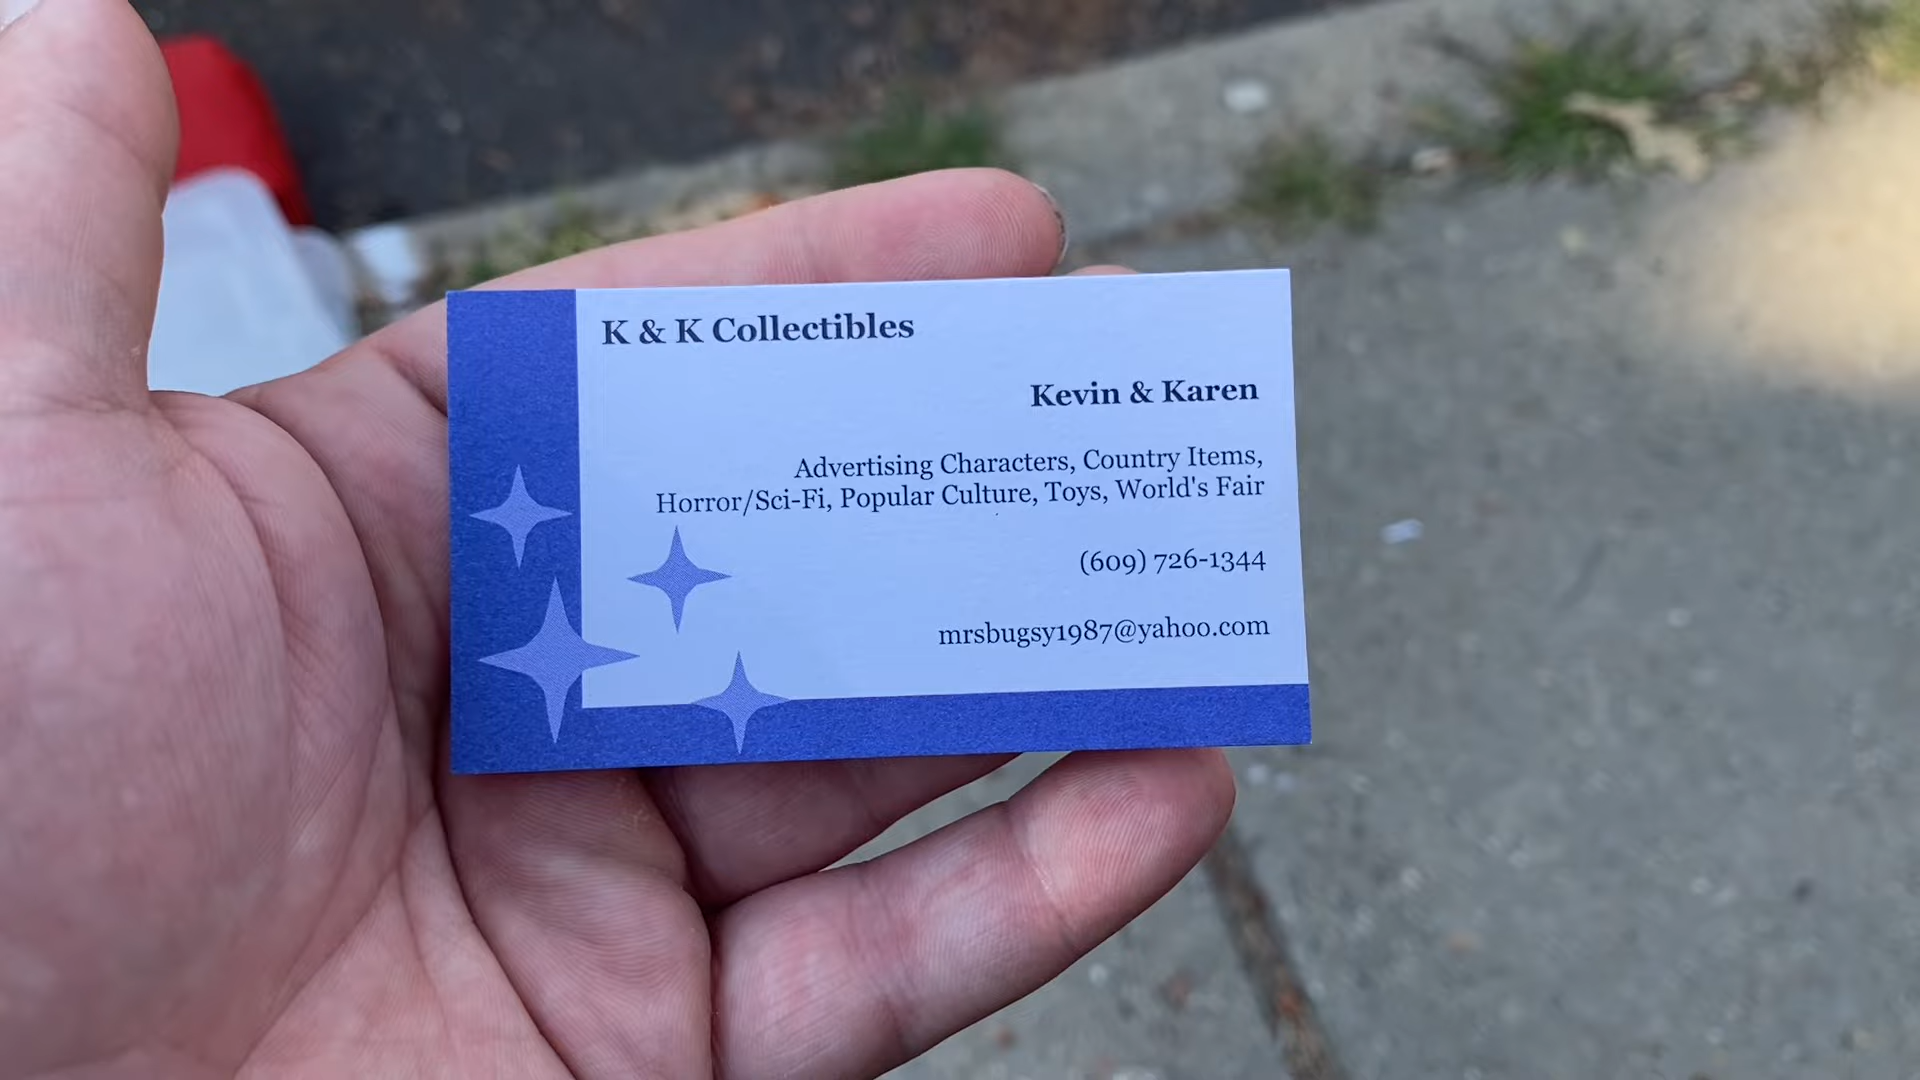 K & K Collectibles
Kevin & Karen
Advertising Characters, Country Items,
Horror/Sci-Fi, Popular Culture, Toys, World's Fair
(609) 726-1344
mrsbugsy1987@yahoo.com